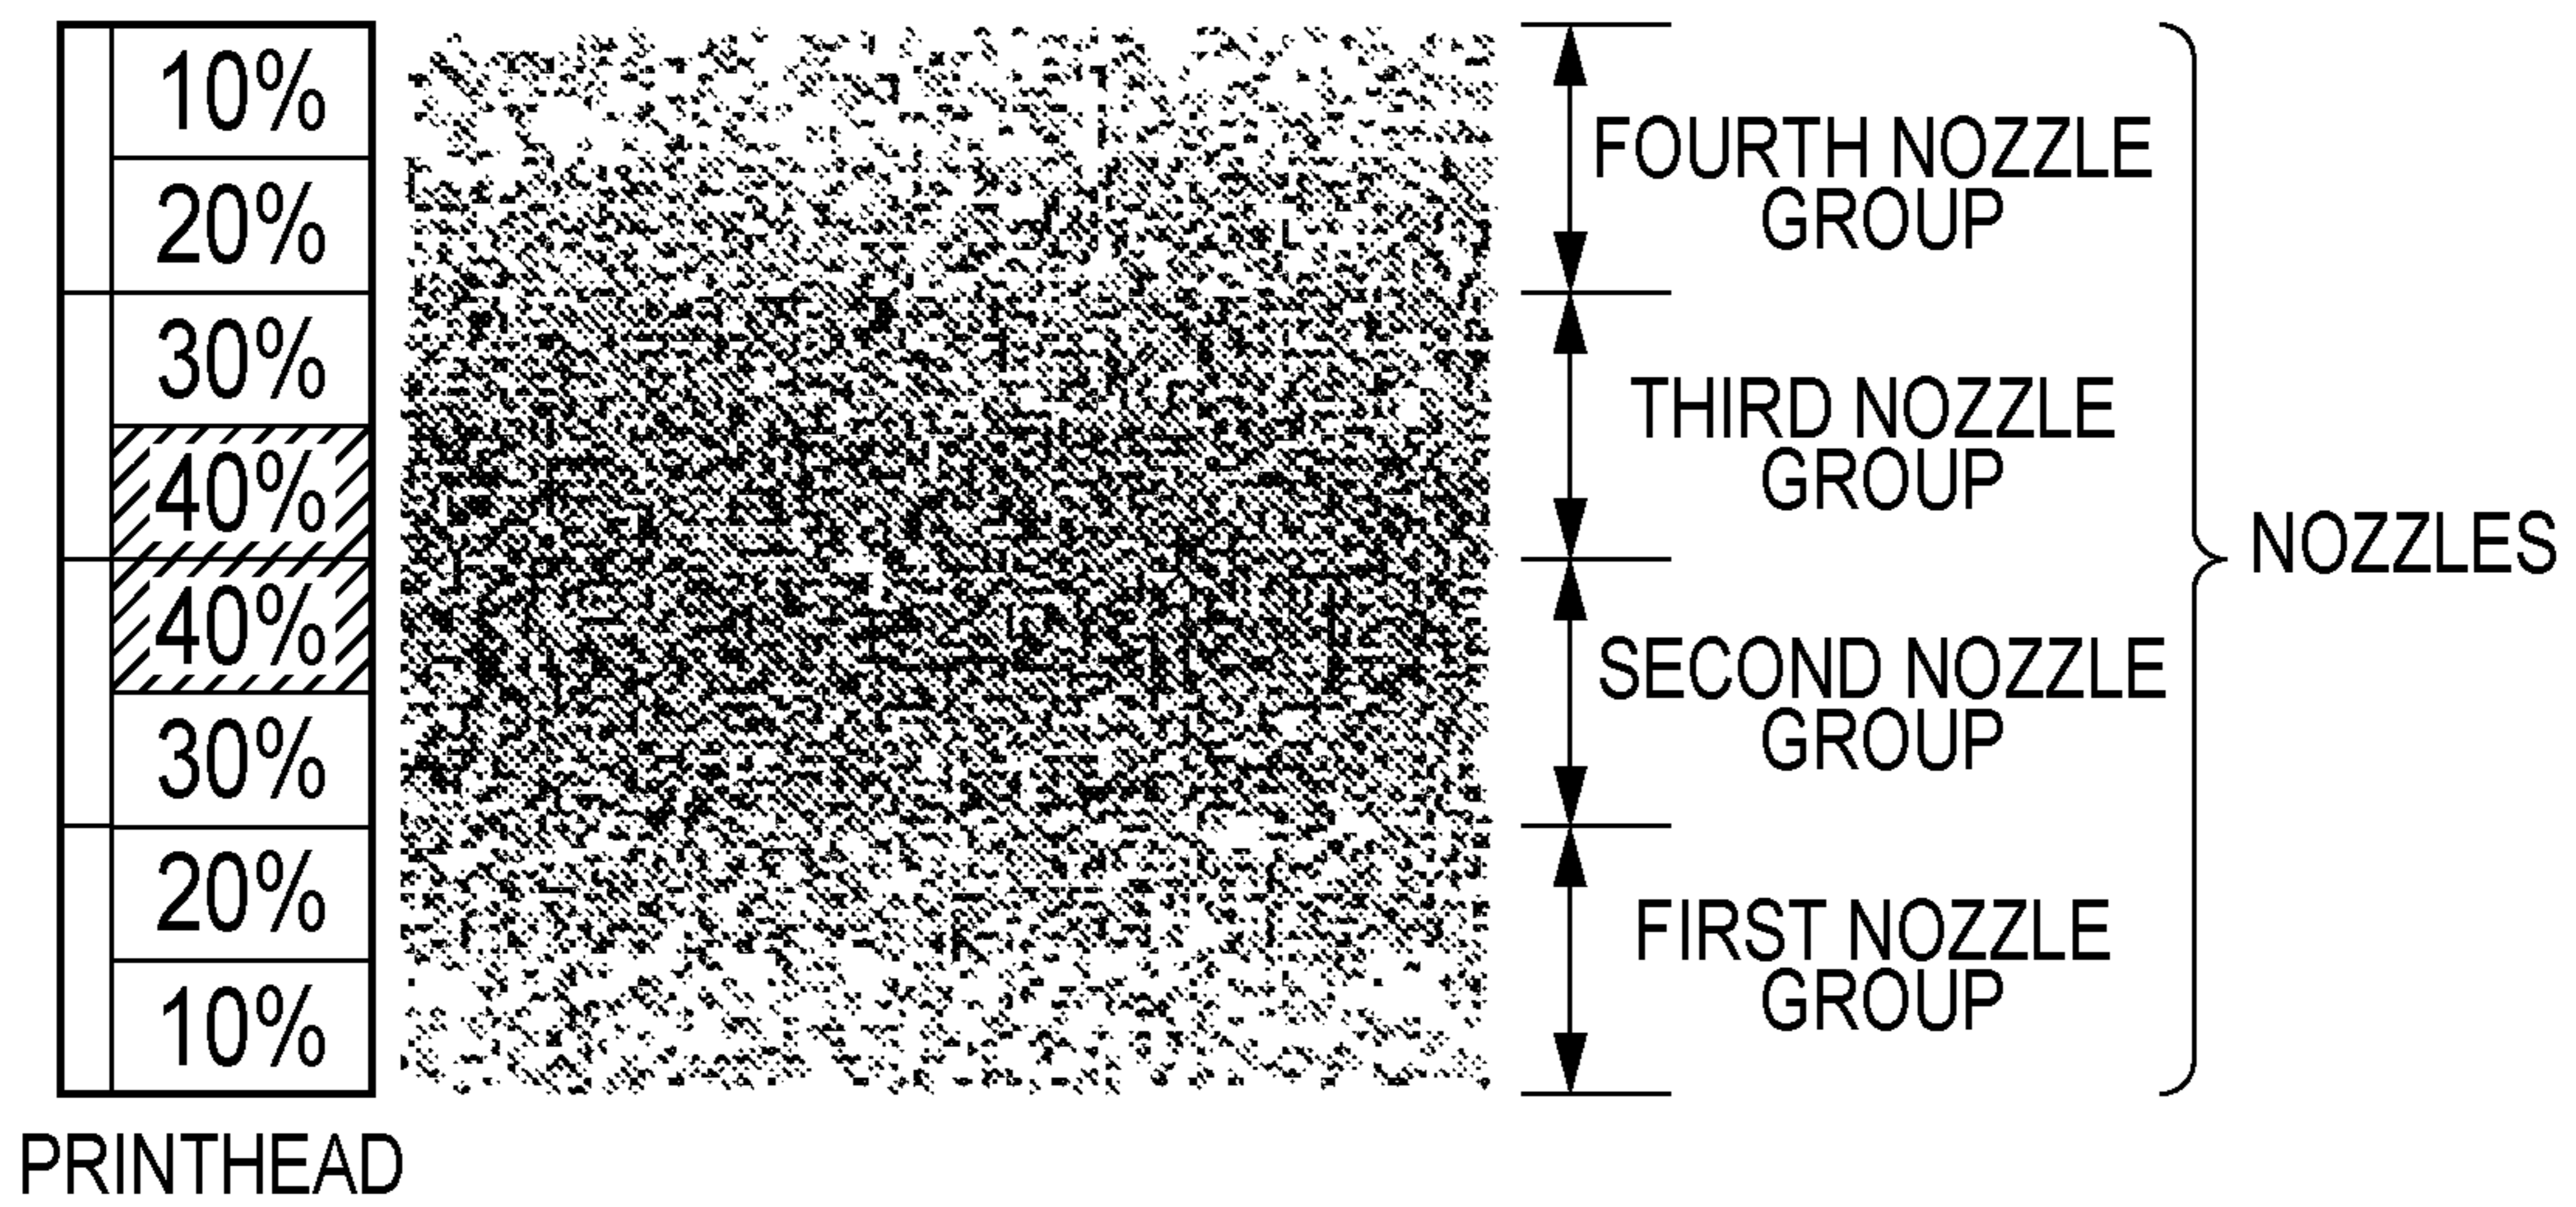 10%
20%
30%
40%
40%
30%
20%
10%
PRINTHEAD
FOURTH NOZZLE
GROUP
THIRD NOZZLE
GROUP
SECOND NOZZLE
GROUP
FIRST NOZZLE
GROUP
NOZZLES